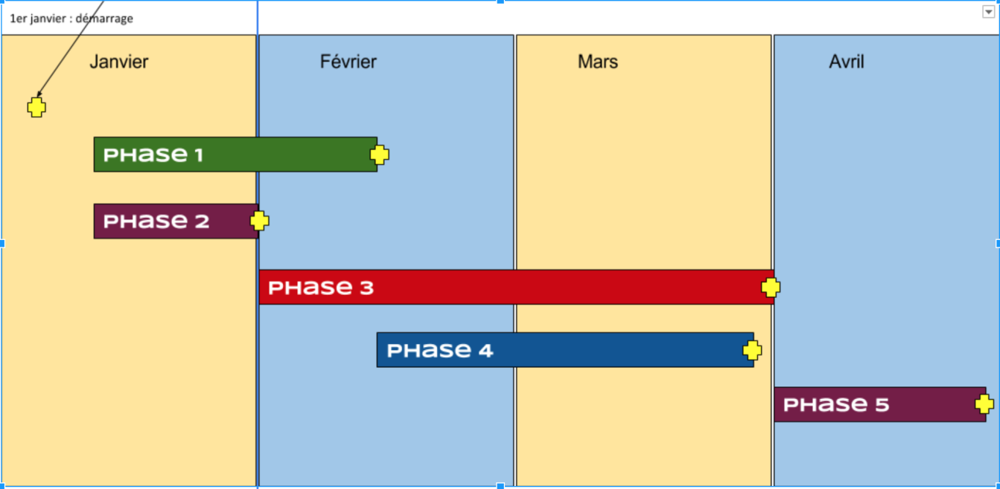 1er janvier : démarrage
Janvier
Février
Mars
Avril
PHase 1
PHase 2
PHase 3
PHase 4
PHase 5